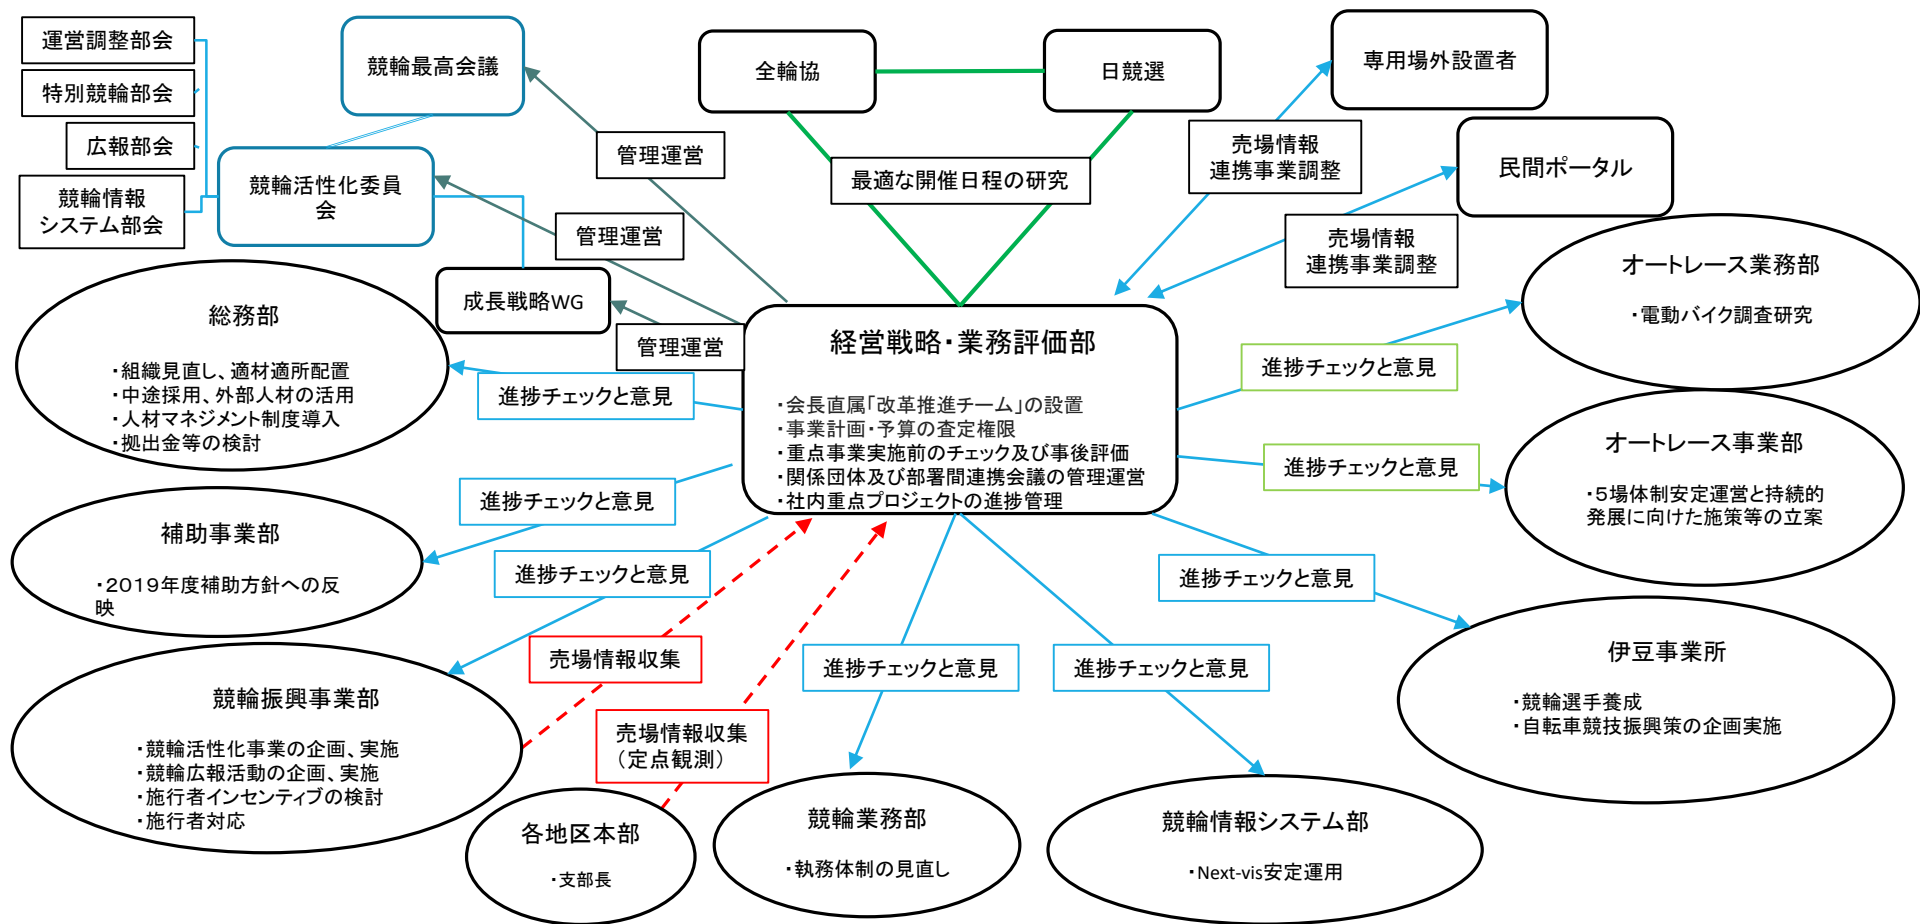 運営調整部会
特別競輪部会
広報部会
競輪情報
システム部会
競輪最高会議
競輪活性化委員
会
成長戦略WG
管理運営
管理運営
管理運営
全輪協
日競選
最適な開催日程の研究
専用場外設置者
売場情報
連携事業調整
民間ポータル
売場情報
連携事業調整
経営戦略・業務評価部
・会長直属「改革推進チーム」の設置
・事業計画・予算の査定権限
・重点事業実施前のチェック及び事後評価
・関係団体及び部署間連携会議の管理運営
・社内重点プロジェクトの進捗管理
総務部
・組織見直し、適材適所配置
・中途採用、外部人材の活用
・人材マネジメント制度導入
・拠出金等の検討
進捗チェックと意見
補助事業部
・2019年度補助方針への反
映
進捗チェックと意見
競輪振興事業部
・競輪活性化事業の企画、実施
・競輪広報活動の企画、実施
・施行者インセンティブの検討
・施行者対応
進捗チェックと意見
売場情報収集
売場情報収集
（定点観測）
各地区本部
・支部長
進捗チェックと意見
競輪業務部
・執務体制の見直し
進捗チェックと意見
競輪情報システム部
・Next-vis安定運用
進捗チェックと意見
伊豆事業所
・競輪選手養成
・自転車競技振興策の企画実施
進捗チェックと意見
オートレース業務部
・電動バイク調査研究
進捗チェックと意見
オートレース事業部
・5場体制安定運営と持続的
発展に向けた施策等の立案